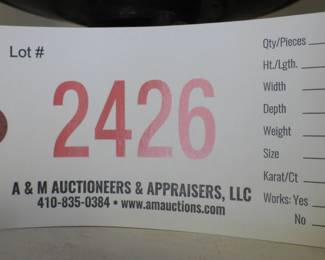 Lot #
2426
A & M AUCTIONEERS & APPRAISERS, LLC
410-835-0384 • www.amauctions.com
Qty/Pieces
Ht./Lgth.
Width
Depth
Weight
Size
Karat/Ct
Works: Yes
No